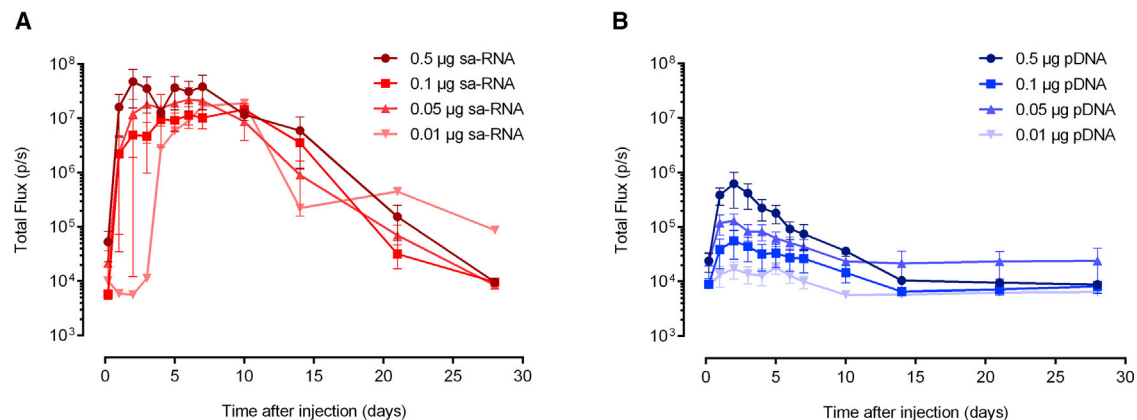 A
10⁸
10⁷
10⁶
10⁵
10⁴
10³
Total Flux (p/s)
0.5 µg sa-RNA
0.1 µg sa-RNA
0.05 µg sa-RNA
0.01 µg sa-RNA
0 5 10 15 20 25 30
Time after injection (days)
B
10⁸
10⁷
10⁶
10⁵
10⁴
10³
Total Flux (p/s)
0.5 µg pDNA
0.1 µg pDNA
0.05 µg pDNA
0.01 µg pDNA
0 5 10 15 20 25 30
Time after injection (days)